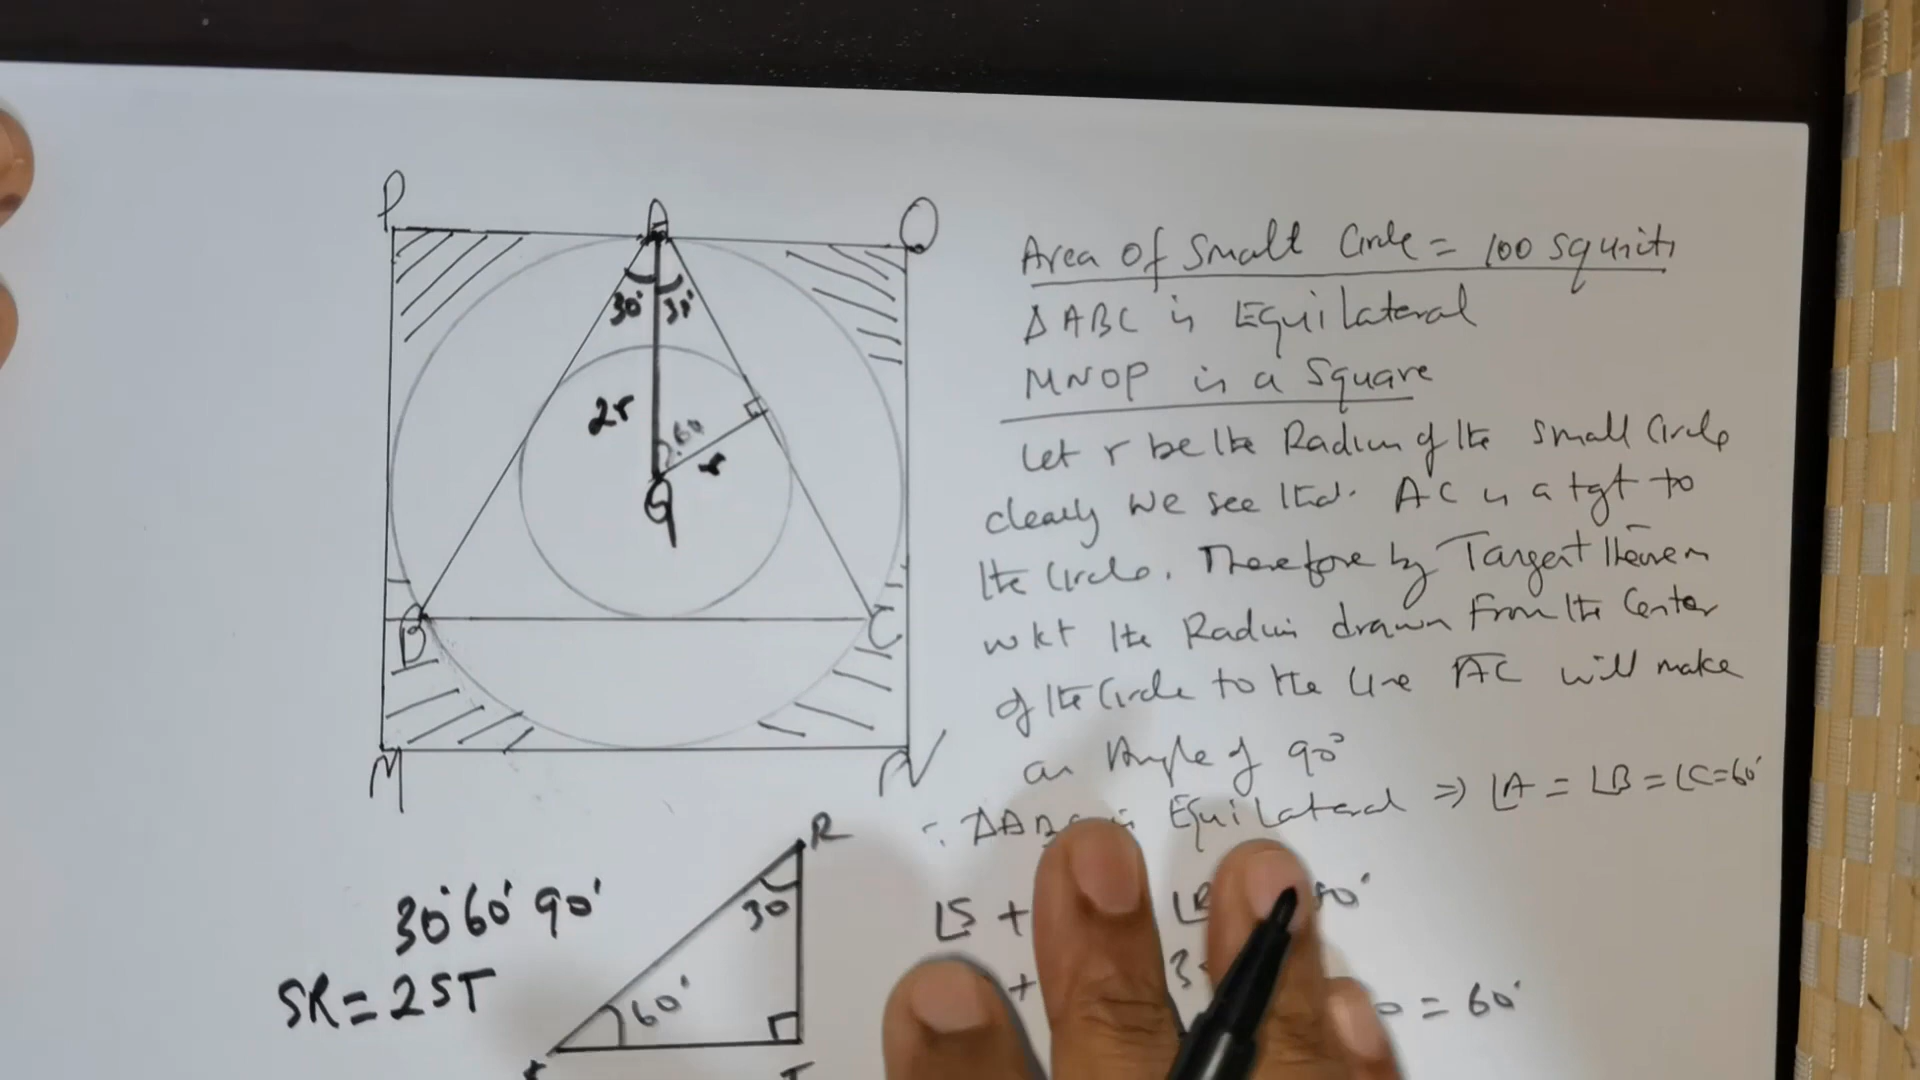 P
A
O
30° 30°
2r
60
r
Q
B
C
M
N
Area of Small Circle = 100 squnits
Δ ABC is Equilateral
MNOP is a Square
Let r be the Radius of the small Circle
clearly we see that. AC is a tgt to
the Circle. Therefore by Tangent theorem
wkt the Radius drawn from the Center
of the Circle to the line AC will make
an Angle of 90°
∴ ΔABC is Equilateral ⇒ ∠A = ∠B = ∠C = 60°
∠S +
+
= 60°
30° 60° 90°
SR = 2ST
R
30
60°